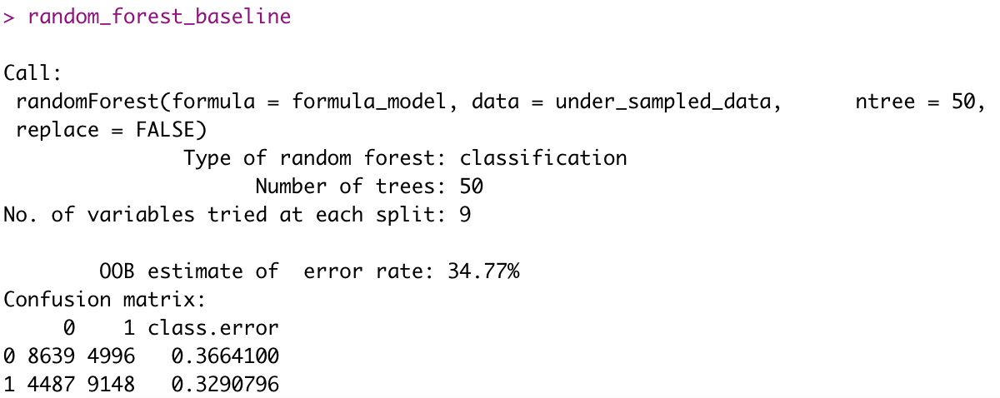 > random_forest_baseline
Call:
 randomForest(formula = formula_model, data = under_sampled_data,      ntree = 50,
 replace = FALSE)
               Type of random forest: classification
                     Number of trees: 50
No. of variables tried at each split: 9
        OOB estimate of  error rate: 34.77%
Confusion matrix:
     0    1 class.error
0 8639 4996   0.3664100
1 4487 9148   0.3290796